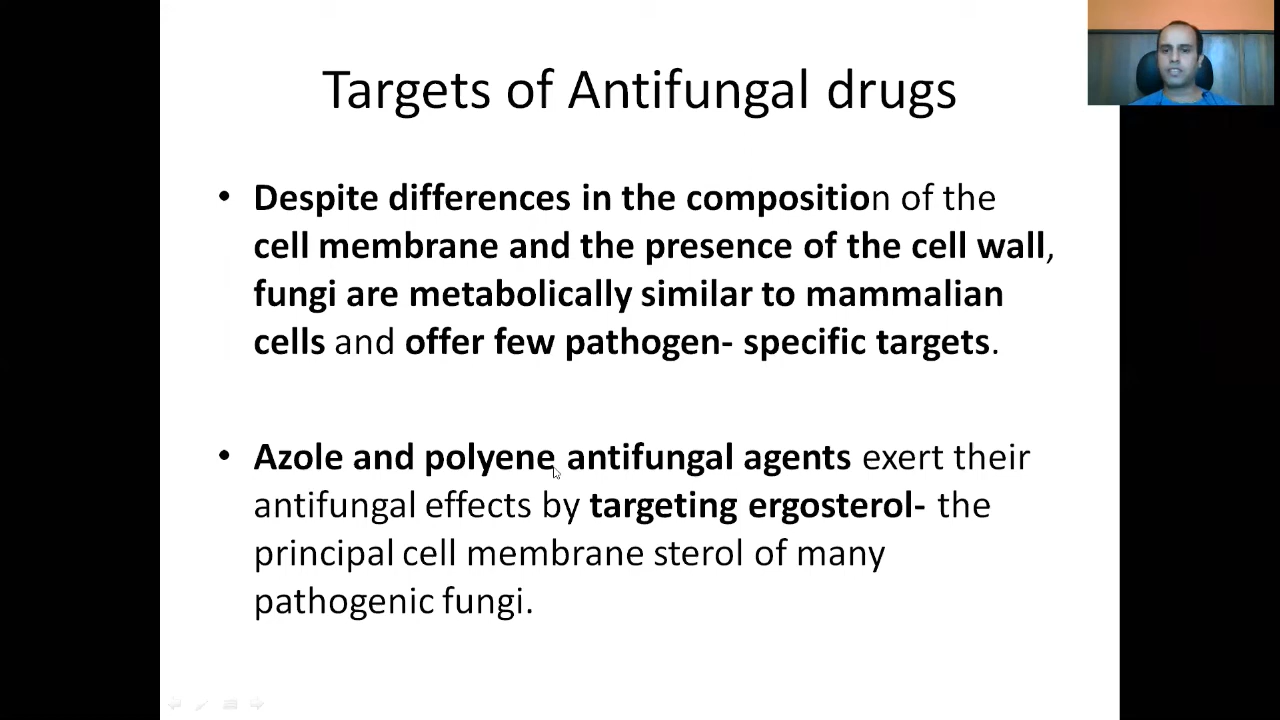 Targets of Antifungal drugs
• Despite differences in the composition of the
cell membrane and the presence of the cell wall,
fungi are metabolically similar to mammalian
cells and offer few pathogen- specific targets.
• Azole and polyene antifungal agents exert their
antifungal effects by targeting ergosterol- the
principal cell membrane sterol of many
pathogenic fungi.